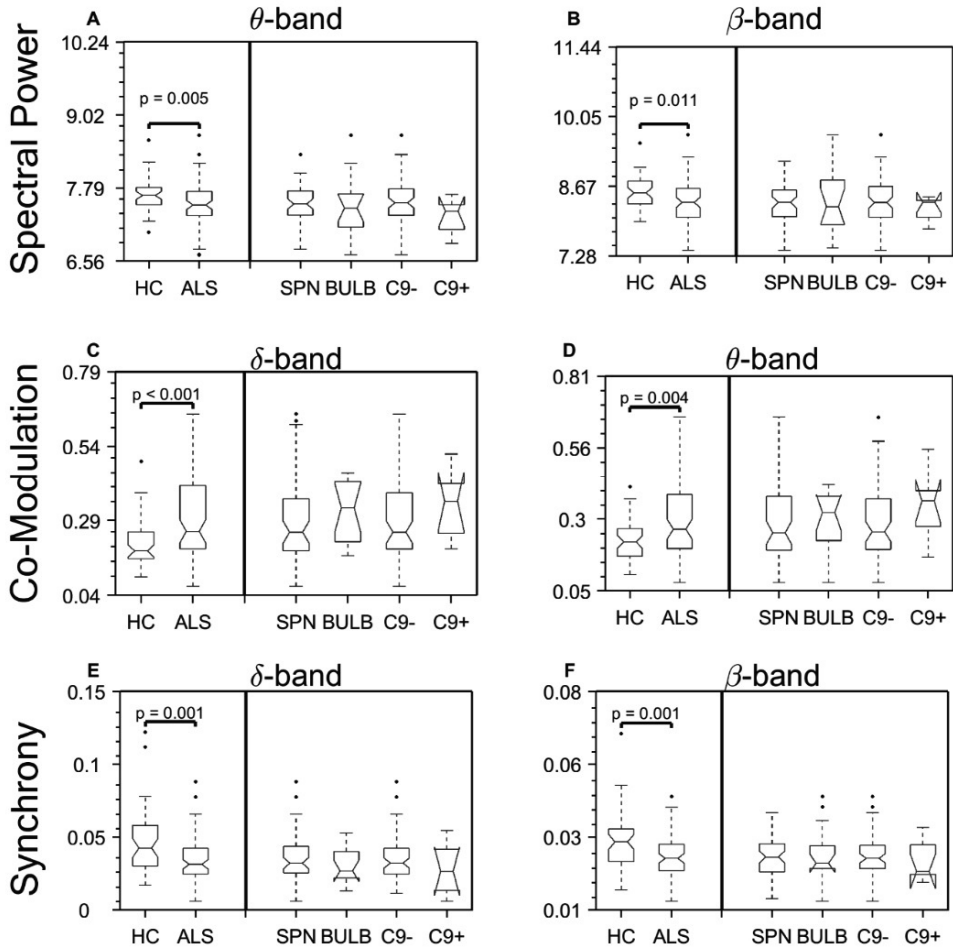 A
θ-band
Spectral Power
10.24
9.02
7.79
6.56
p = 0.005
HC ALS SPN BULB C9- C9+
B
β-band
11.44
10.05
8.67
7.28
p = 0.011
HC ALS SPN BULB C9- C9+
C
δ-band
Co-Modulation
0.79
0.54
0.29
0.04
p < 0.001
HC ALS SPN BULB C9- C9+
D
θ-band
0.81
0.56
0.3
0.05
p = 0.004
HC ALS SPN BULB C9- C9+
E
δ-band
Synchrony
0.15
0.1
0.05
0
p = 0.001
HC ALS SPN BULB C9- C9+
F
β-band
0.08
0.06
0.03
0.01
p = 0.001
HC ALS SPN BULB C9- C9+